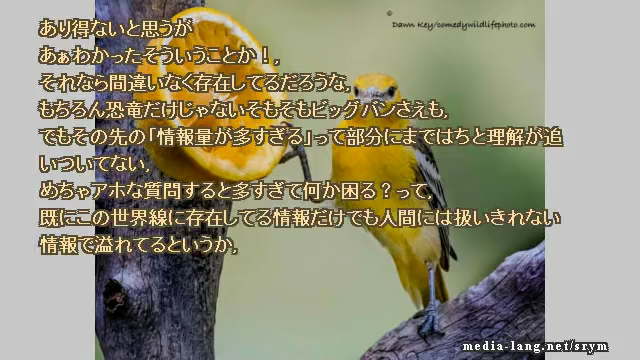 © Dawn Key/comedywildlifephoto.com
あり得ないと思うが
あぁわかったそういうことか！,
それなら間違いなく存在してるだろうな,
もちろん恐竜だけじゃないそもそもビッグバンさえも,
でもその先の「情報量が多すぎる」って部分にまではちと理解が追
いついてない,
めちゃアホな質問すると多すぎて何か困る？って,
既にこの世界線に存在してる情報だけでも人間には扱いきれない
情報で溢れてるというか,
media-lang.net/srym